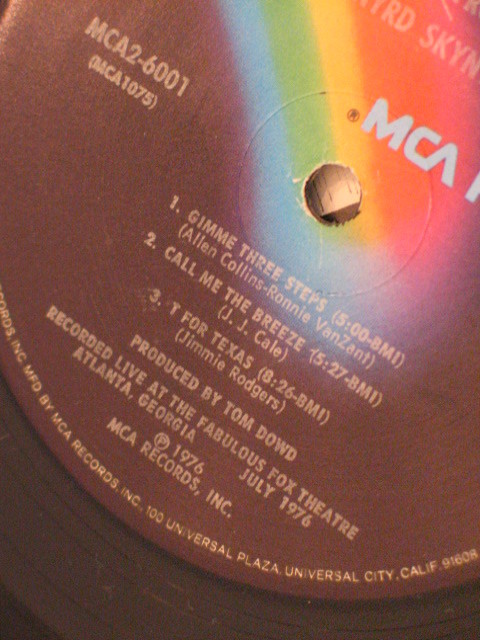 YRD SKYN
MCA2-6001
(MCA1075)
® MCA
1. GIMME THREE STEPS (5:00-BMI)
(Allen Collins-Ronnie VanZant)
2. CALL ME THE BREEZE (5:27-BMI)
(J. J. Cale)
3. T FOR TEXAS (8:26-BMI)
(Jimmie Rodgers)
PRODUCED BY TOM DOWD
RECORDED LIVE AT THE FABULOUS FOX THEATRE
ATLANTA, GEORGIA JULY 1976
℗ 1976
MCA RECORDS, INC.
RECORDS, INC. MFD BY MCA RECORDS, INC. 100 UNIVERSAL PLAZA, UNIVERSAL CITY, CALIF. 91608